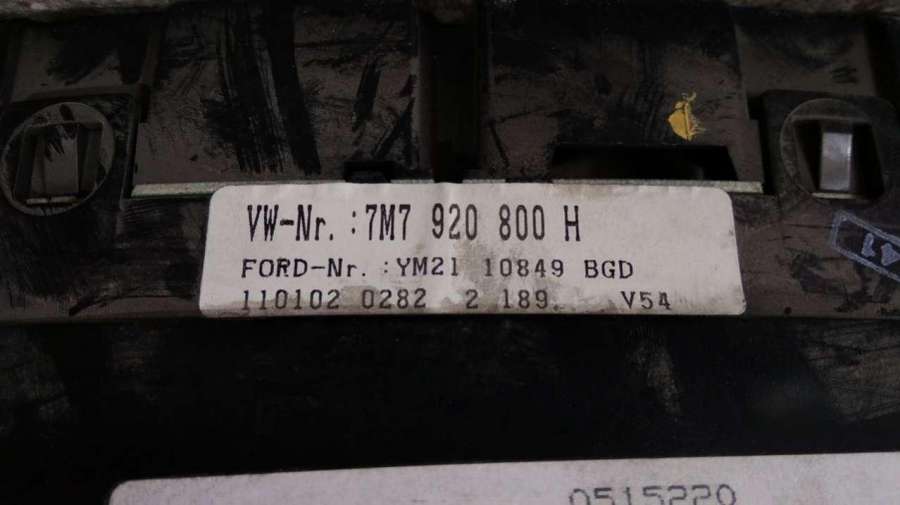 VW-Nr.:7M7 920 800 H
FORD-Nr.:YM21 10849 BGD
110102 0282 2 189. V54
0515220